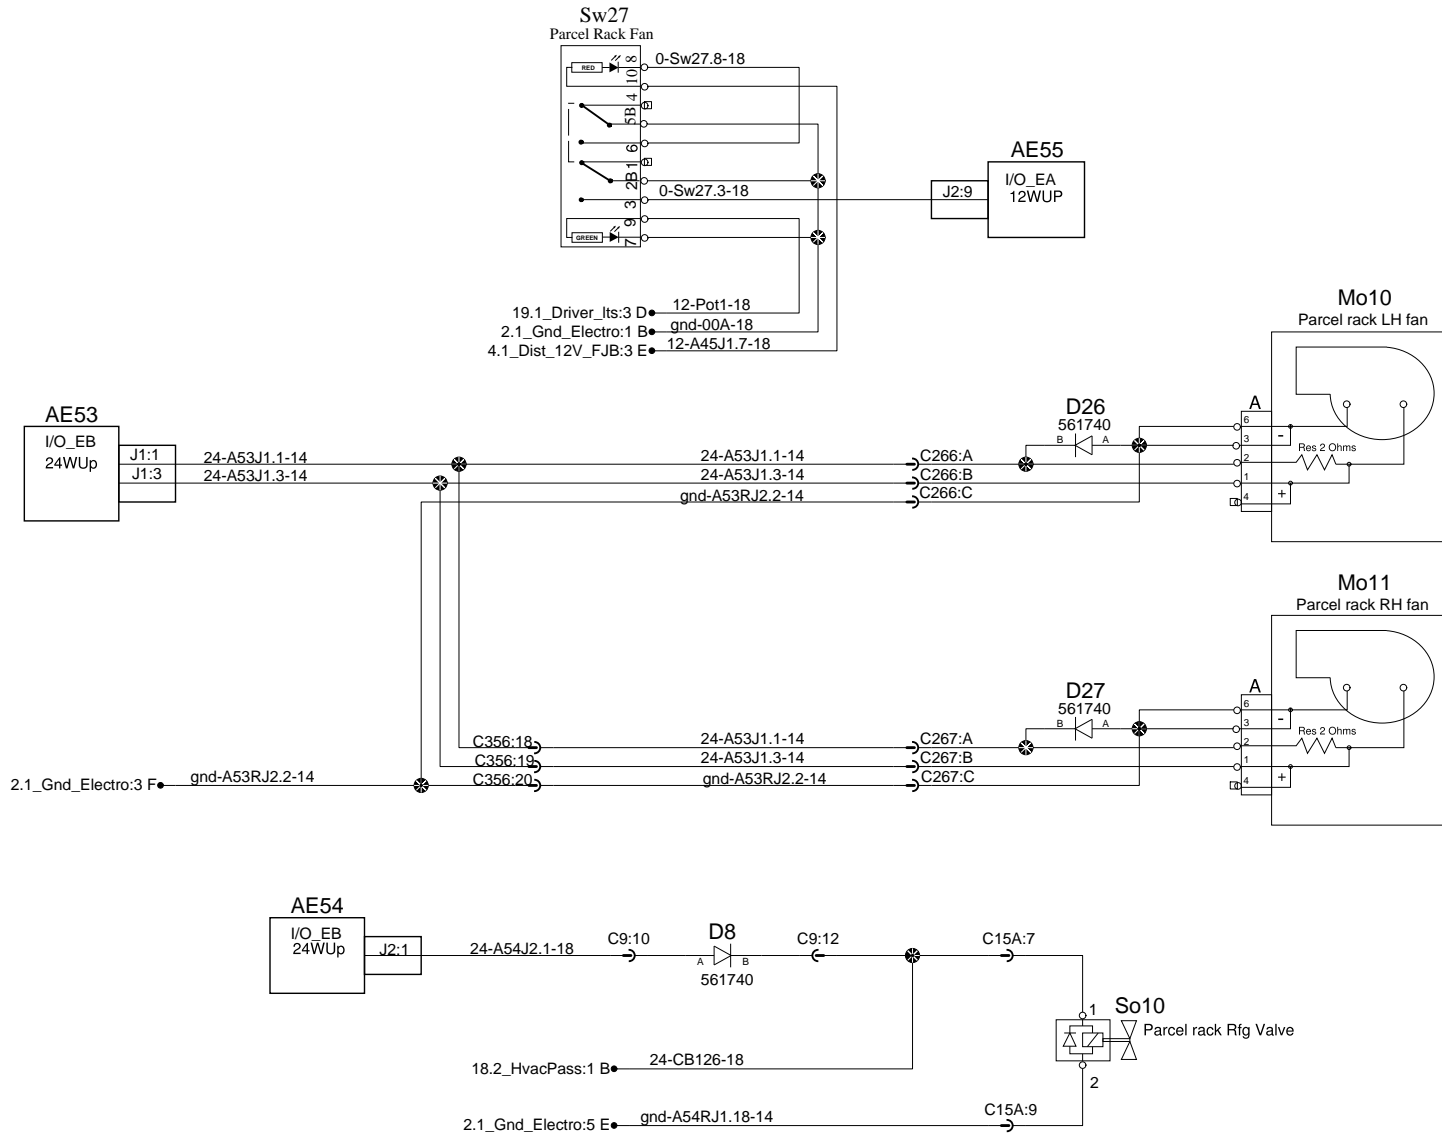 Sw27
Parcel Rack Fan
RED
8
0-Sw27.8-18
10
4
5B
6
1
2B
0-Sw27.3-18
3
9
GREEN
7
AE55
I/O_EA
12WUP
J2:9
19.1_Driver_lts:3 D
12-Pot1-18
2.1_Gnd_Electro:1 B
gnd-00A-18
4.1_Dist_12V_FJB:3 E
12-A45J1.7-18
Mo10
Parcel rack LH fan
AE53
I/O_EB
24WUp
J1:1
J1:3
24-A53J1.1-14
24-A53J1.3-14
24-A53J1.1-14
24-A53J1.3-14
gnd-A53RJ2.2-14
C266:A
C266:B
C266:C
D26
561740
B
A
A
6
3
2
1
4
-
+
Res 2 Ohms
Mo11
Parcel rack RH fan
D27
561740
B
A
A
6
3
2
1
4
-
+
Res 2 Ohms
C356:18
C356:19
C356:20
24-A53J1.1-14
24-A53J1.3-14
gnd-A53RJ2.2-14
C267:A
C267:B
C267:C
2.1_Gnd_Electro:3 F
gnd-A53RJ2.2-14
AE54
I/O_EB
24WUp
J2:1
24-A54J2.1-18
C9:10
D8
A
B
561740
C9:12
C15A:7
1
So10
Parcel rack Rfg Valve
2
18.2_HvacPass:1 B
24-CB126-18
2.1_Gnd_Electro:5 E
gnd-A54RJ1.18-14
C15A:9